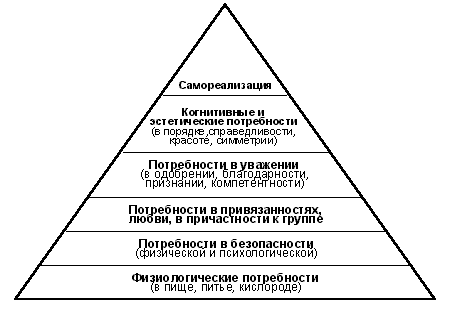 Самореализация
Когнитивные и
эстетические потребности
(в порядке,справедливости,
красоте, симметрии)
Потребности в уважении
(в одобрении, благодарности,
признании, компетентности)
Потребности в привязанностях,
любви, в причастности к группе
Потребности в безопасности
(физической и психологической)
Физиологические потребности
(в пище, питье, кислороде)